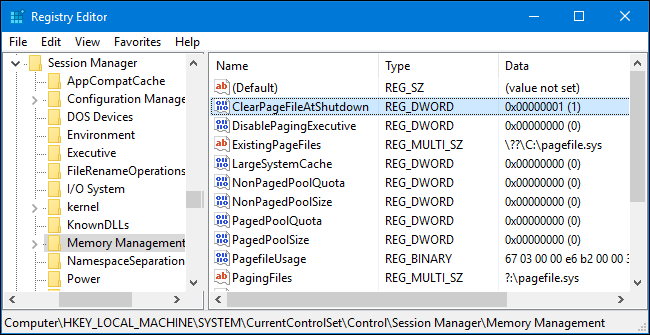 Registry Editor
File Edit View Favorites Help
Session Manager
AppCompatCache
Configuration Manage
DOS Devices
Environment
Executive
FileRenameOperations
I/O System
kernel
KnownDLLs
Memory Management
NamespaceSeparation
Power
Name Type Data
(Default) REG_SZ (value not set)
ClearPageFileAtShutdown REG_DWORD 0x00000001 (1)
DisablePagingExecutive REG_DWORD 0x00000000 (0)
ExistingPageFiles REG_MULTI_SZ \??\C:\pagefile.sys
LargeSystemCache REG_DWORD 0x00000000 (0)
NonPagedPoolQuota REG_DWORD 0x00000000 (0)
NonPagedPoolSize REG_DWORD 0x00000000 (0)
PagedPoolQuota REG_DWORD 0x00000000 (0)
PagedPoolSize REG_DWORD 0x00000000 (0)
PagefileUsage REG_BINARY 67 03 00 00 e6 b2 00 00
PagingFiles REG_MULTI_SZ ?:\pagefile.sys
Computer\HKEY_LOCAL_MACHINE\SYSTEM\CurrentControlSet\Control\Session Manager\Memory Management